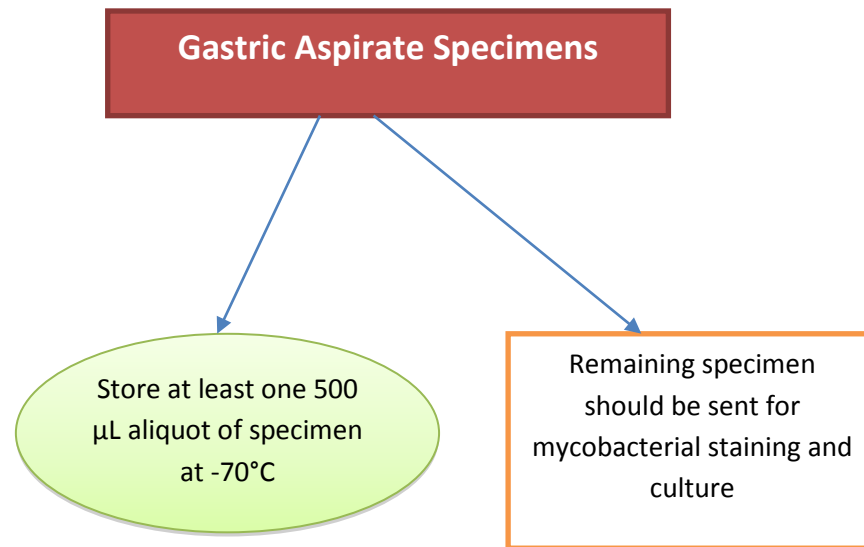 Gastric Aspirate Specimens
Store at least one 500
µL aliquot of specimen
at -70°C
Remaining specimen
should be sent for
mycobacterial staining and
culture